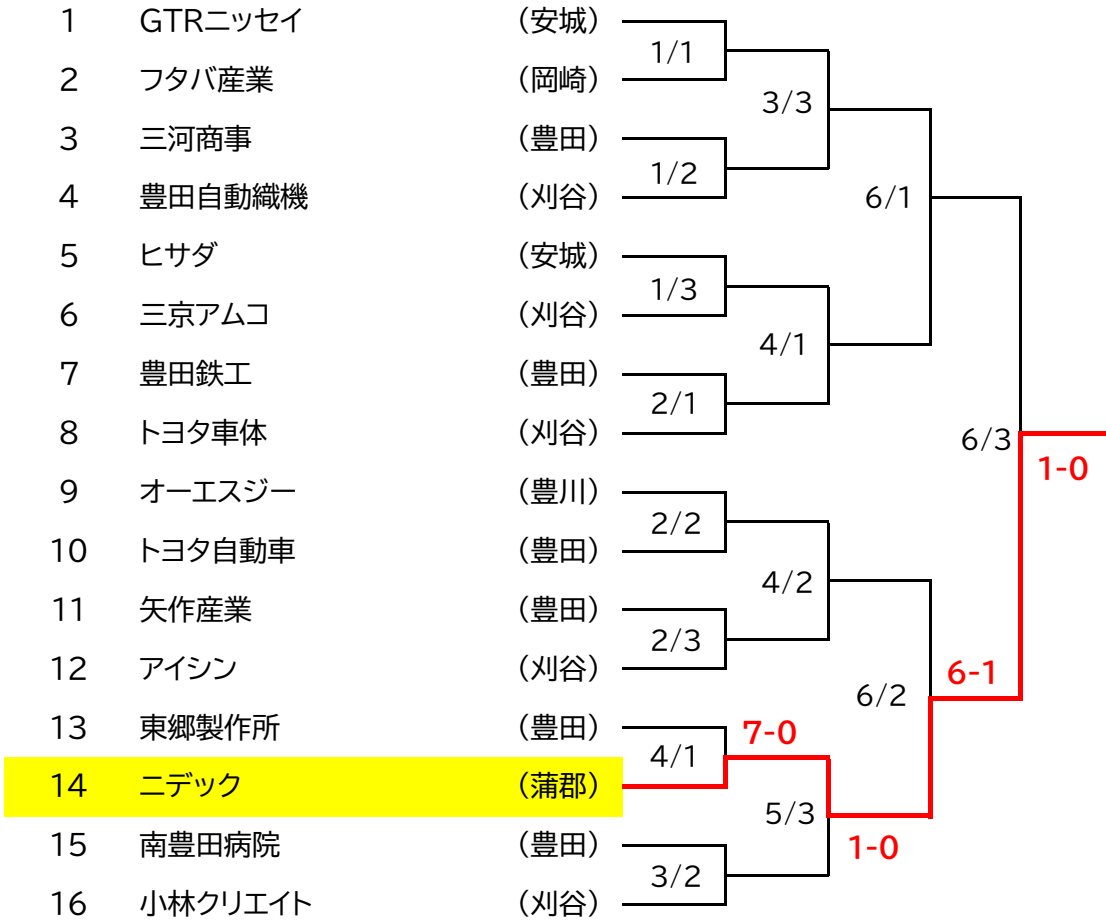 1 GTRニッセイ (安城)
1/1
2 フタバ産業 (岡崎)
3/3
3 三河商事 (豊田)
1/2
4 豊田自動織機 (刈谷)
6/1
5 ヒサダ (安城)
1/3
6 三京アムコ (刈谷)
4/1
7 豊田鉄工 (豊田)
2/1
8 トヨタ車体 (刈谷)
6/3
1-0
9 オーエスジー (豊川)
2/2
10 トヨタ自動車 (豊田)
4/2
11 矢作産業 (豊田)
2/3
12 アイシン (刈谷)
6-1
6/2
13 東郷製作所 (豊田)
7-0
4/1
14 ニデック (蒲郡)
5/3
15 南豊田病院 (豊田)
1-0
3/2
16 小林クリエイト (刈谷)